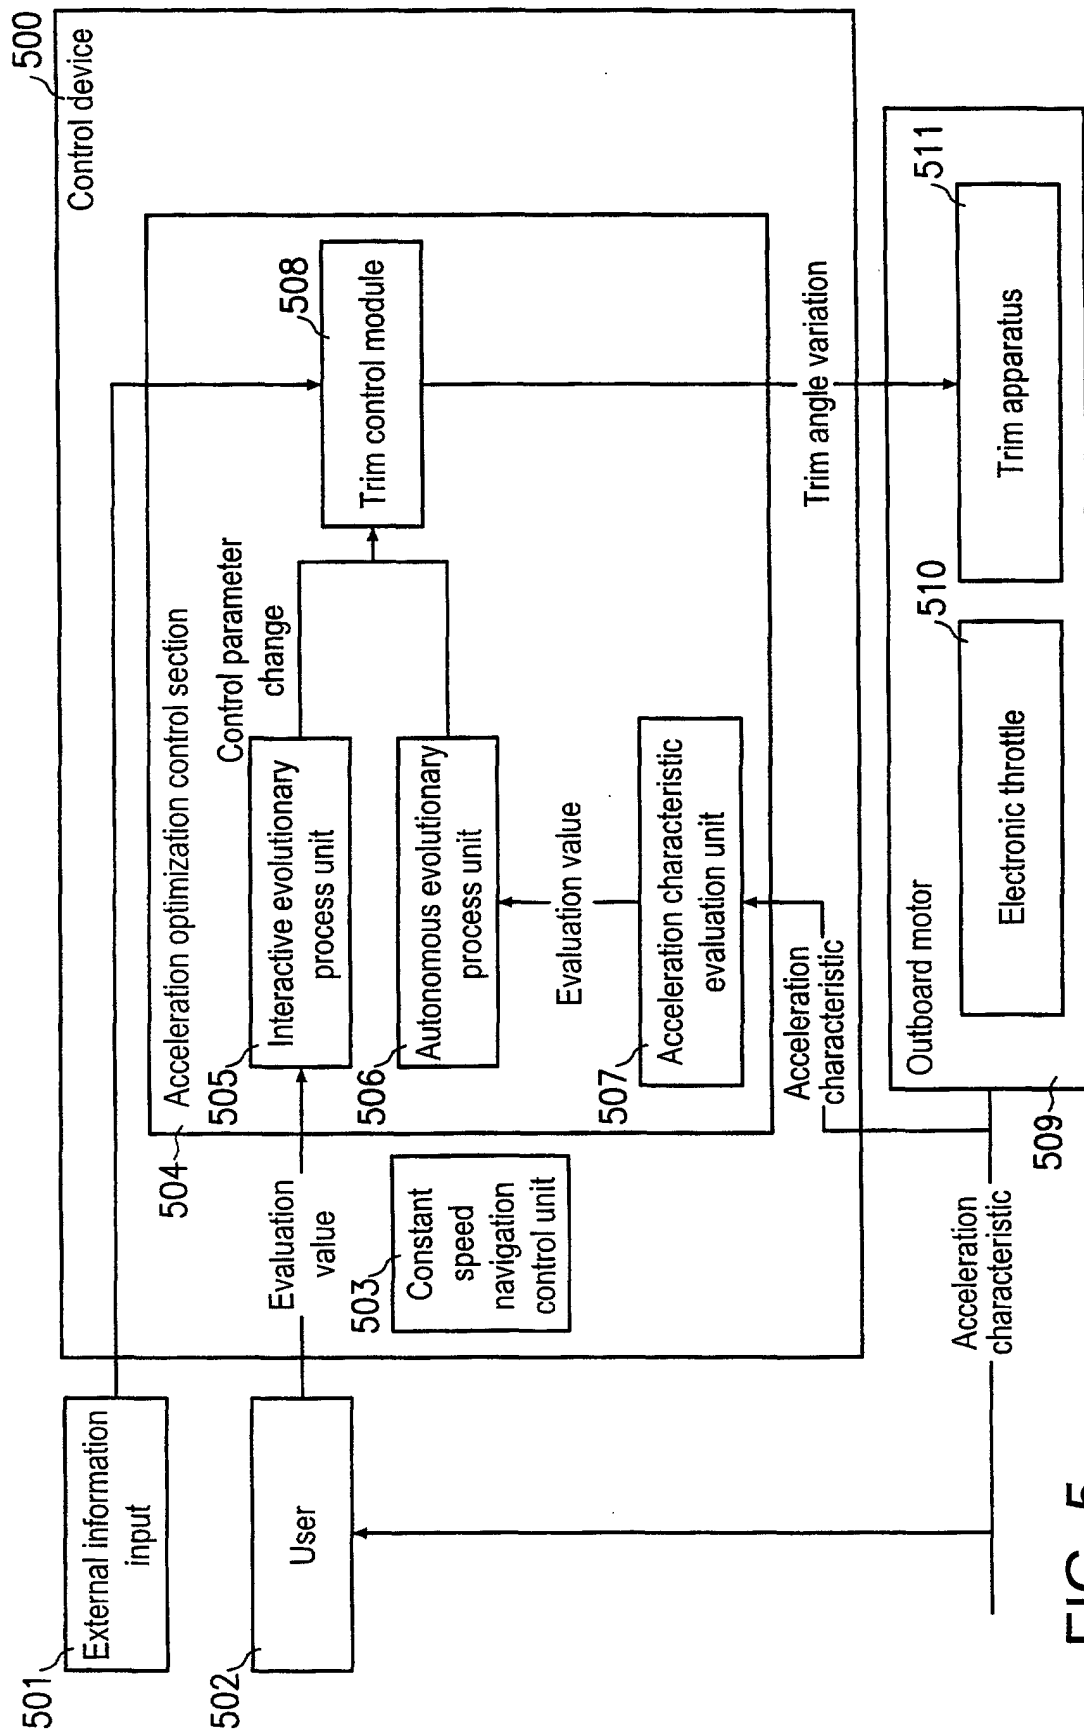 500
Control device
501
External information
input
502
User
Evaluation
value
503
Constant
speed
navigation
control unit
504
Acceleration optimization control section
505
Interactive evolutionary
process unit
Control parameter
change
506
Autonomous evolutionary
process unit
Evaluation value
507
Acceleration characteristic
evaluation unit
508
Trim control module
Trim angle variation
Acceleration
characteristic
Acceleration
characteristic
509
Outboard motor
510
Electronic throttle
511
Trim apparatus
FIG. 5